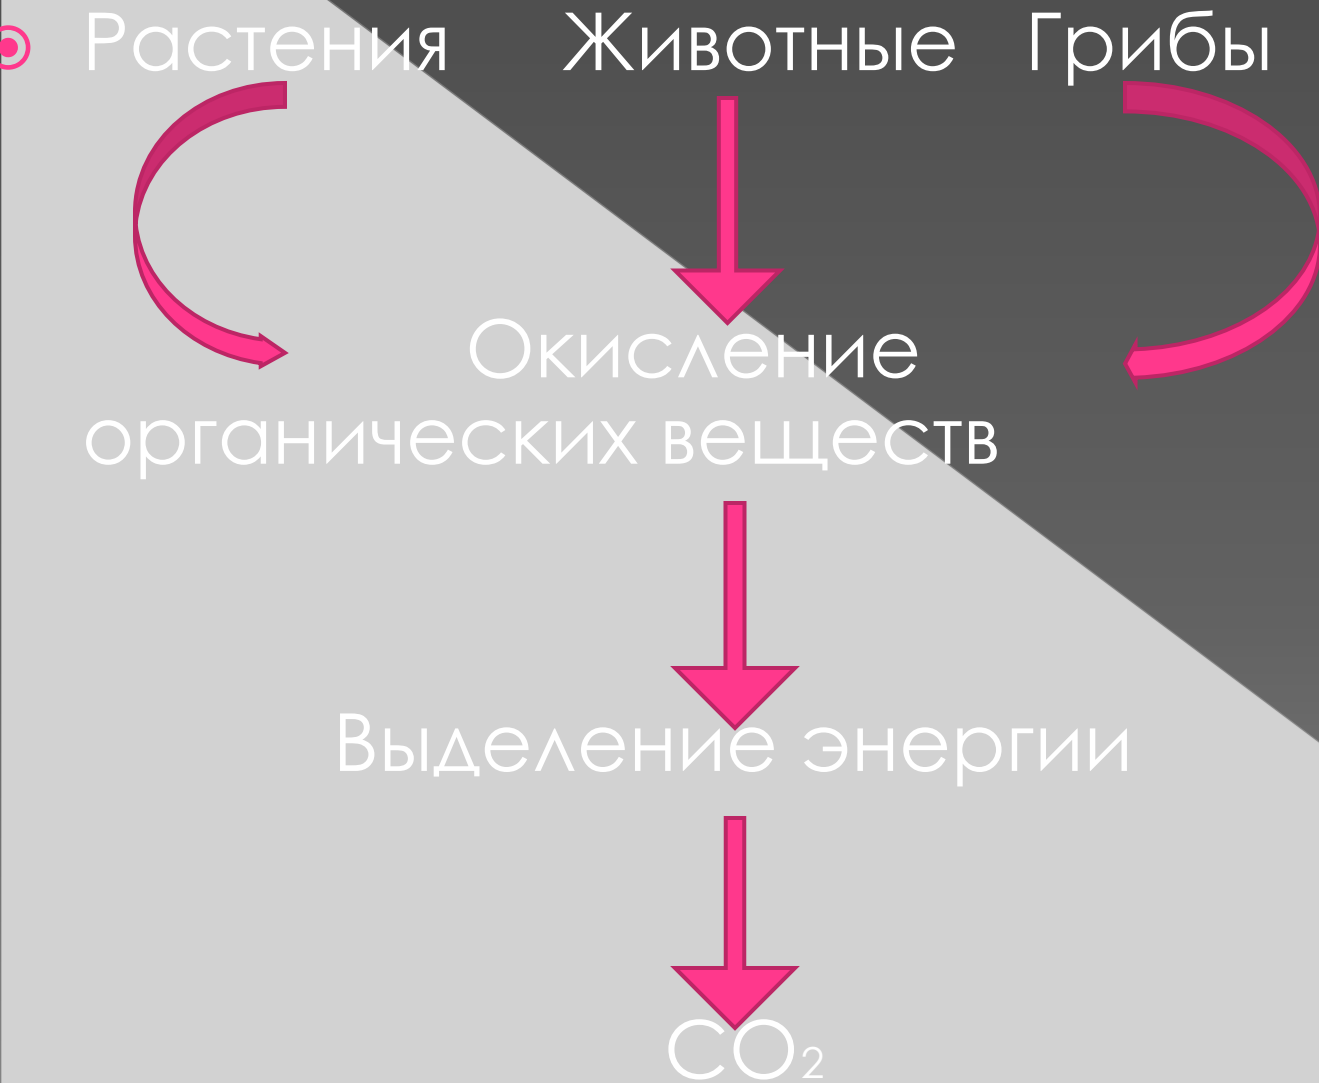 Растения Животные Грибы
Окисление
органических веществ
Выделение энергии
CO₂